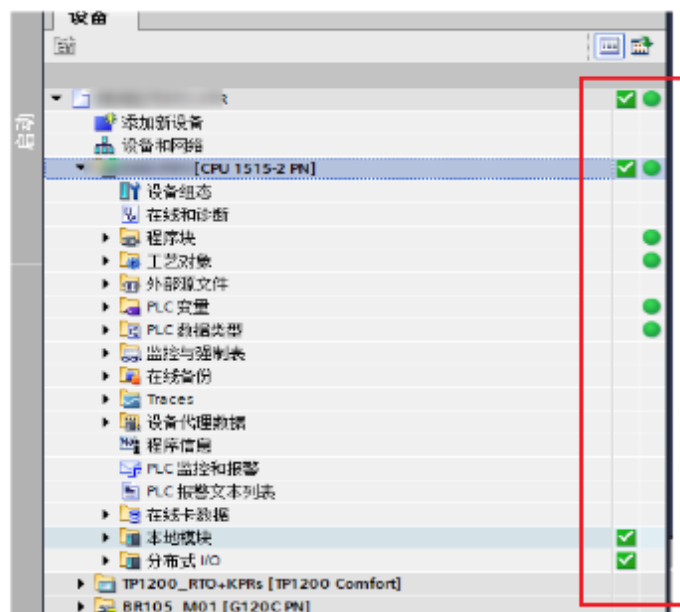 设备
启动
R
添加新设备
设备和网络
[CPU 1515-2 PN]
设备组态
在线和诊断
程序块
工艺对象
外部源文件
PLC 变量
PLC 数据类型
监控与强制表
在线备份
Traces
设备代理数据
程序信息
PLC 监控和报警
PLC 报警文本列表
在线卡数据
本地模块
分布式 I/O
TP1200_RTO+KPRs [TP1200 Comfort]
BR105_M01 [G120C PN]